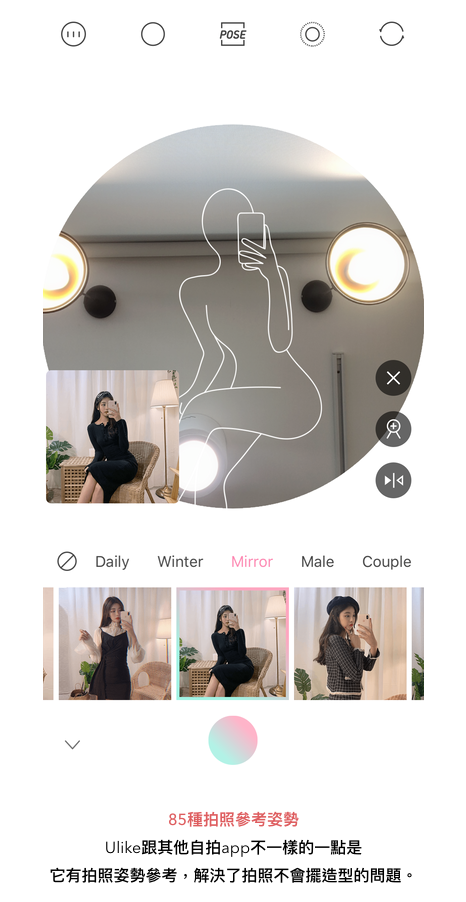 POSE
Daily Winter Mirror Male Couple
85種拍照參考姿勢
Ulike跟其他自拍app不一樣的一點是
它有拍照姿勢參考，解決了拍照不會擺造型的問題。